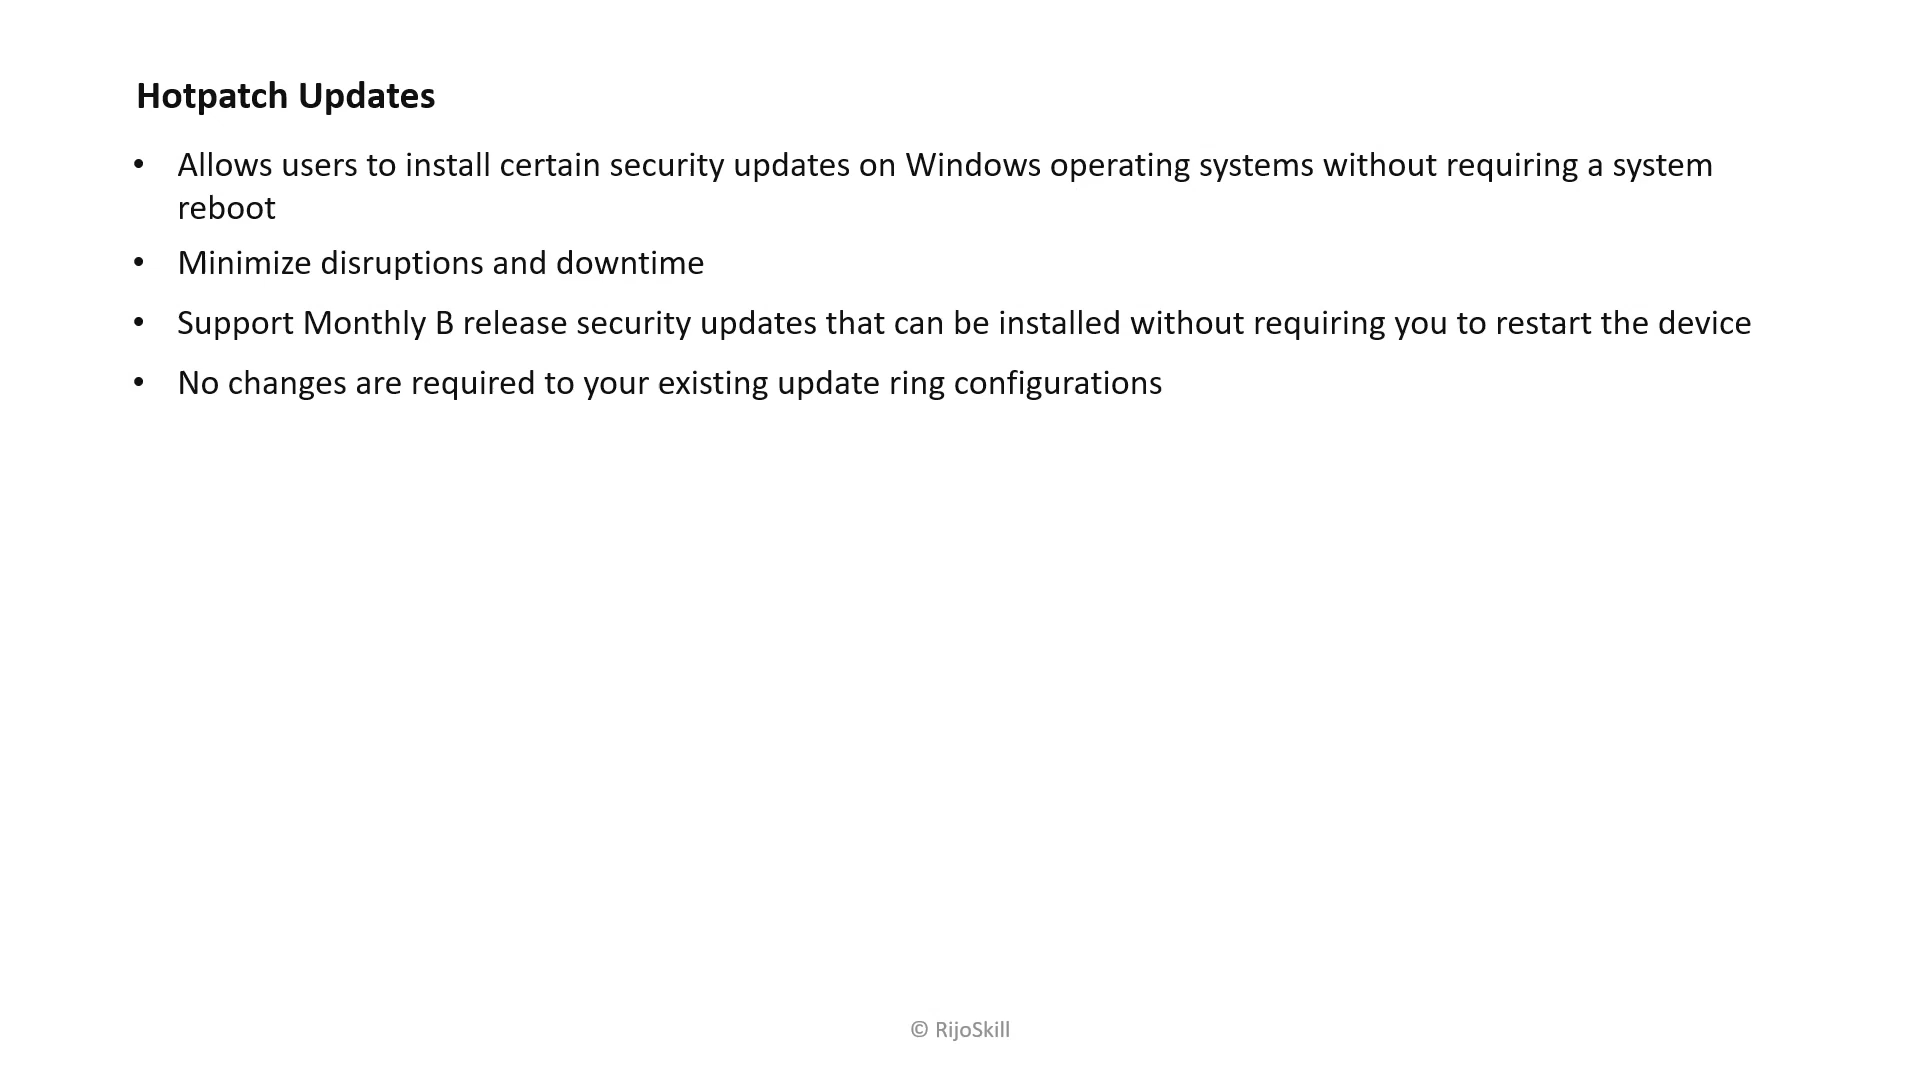 Hotpatch Updates
• Allows users to install certain security updates on Windows operating systems without requiring a system
reboot
• Minimize disruptions and downtime
• Support Monthly B release security updates that can be installed without requiring you to restart the device
• No changes are required to your existing update ring configurations
© RijoSkill